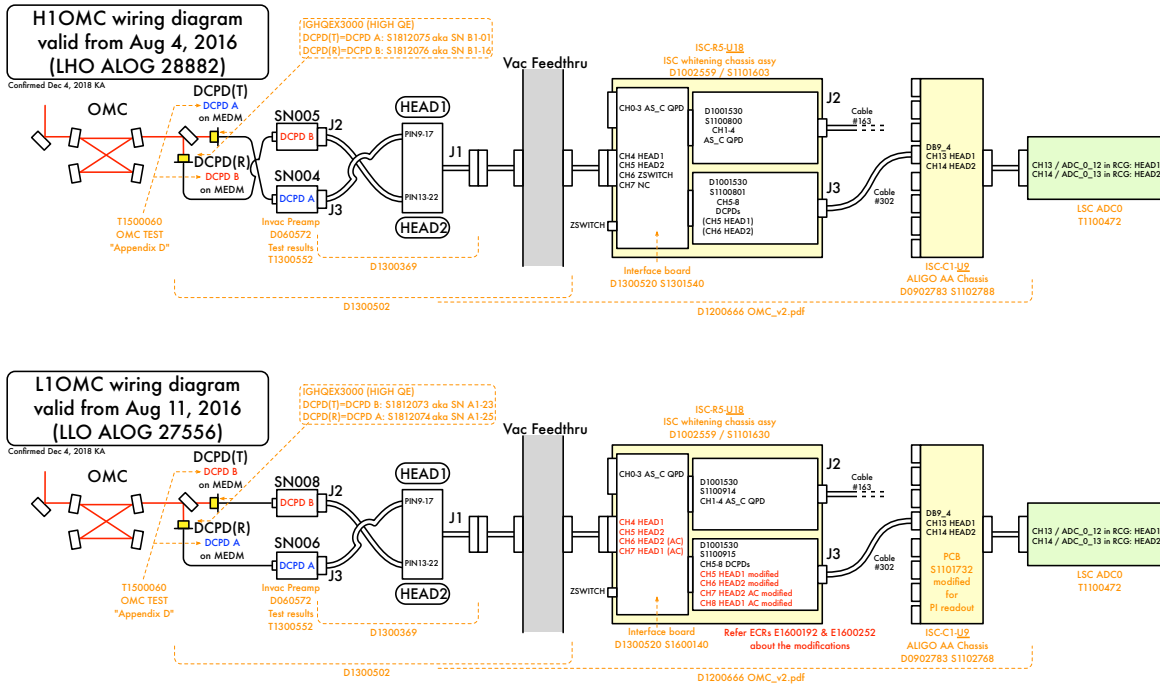 H1OMC wiring diagram
valid from Aug 4, 2016
(LHO ALOG 28882)
Confirmed Dec 4, 2018 KA
IGHQEX3000 (HIGH QE)
DCPD(T)=DCPD A: S1812075 aka SN B1-01
DCPD(R)=DCPD B: S1812076 aka SN B1-16
OMC
DCPD(T)
DCPD A
on MEDM
DCPD(R)
DCPD B
on MEDM
T1500060
OMC TEST
"Appendix D"
SN005
DCPD B
J2
SN004
DCPD A
J3
Invac Preamp
D060572
Test results
T1300552
HEAD1
PIN9-17
PIN13-22
HEAD2
J1
D1300369
D1300502
Vac Feedthru
ISC-R5-U18
ISC whitening chassis assy
D1002559 / S1101603
CH0-3 AS_C QPD
CH4 HEAD1
CH5 HEAD2
CH6 ZSWITCH
CH7 NC
ZSWITCH
D1001530
S1100800
CH1-4
AS_C QPD
D1001530
S1100801
CH5-8
DCPDs
(CH5 HEAD1)
(CH6 HEAD2)
J2
Cable
#163
J3
Cable
#302
Interface board
D1300520 S1301540
DB9_4
CH13 HEAD1
CH14 HEAD2
ISC-C1-U9
ALIGO AA Chassis
D0902783 S1102788
CH13 / ADC_0_12 in RCG: HEAD1
CH14 / ADC_0_13 in RCG: HEAD2
LSC ADC0
T1100472
D1200666 OMC_v2.pdf
L1OMC wiring diagram
valid from Aug 11, 2016
(LLO ALOG 27556)
Confirmed Dec 4, 2018 KA
IGHQEX3000 (HIGH QE)
DCPD(T)=DCPD B: S1812073 aka SN A1-23
DCPD(R)=DCPD A: S1812074 aka SN A1-25
OMC
DCPD(T)
DCPD B
on MEDM
DCPD(R)
DCPD A
on MEDM
T1500060
OMC TEST
"Appendix D"
SN008
DCPD B
J2
SN006
DCPD A
J3
Invac Preamp
D060572
Test results
T1300552
HEAD1
PIN9-17
PIN13-22
HEAD2
J1
D1300369
D1300502
Vac Feedthru
ISC-R5-U18
ISC whitening chassis assy
D1002559 / S1101630
CH0-3 AS_C QPD
CH4 HEAD1
CH5 HEAD2
CH6 HEAD2 (AC)
CH7 HEAD1 (AC)
ZSWITCH
D1001530
S1100914
CH1-4 AS_C QPD
D1001530
S1100915
CH5-8 DCPDs
CH5 HEAD1 modified
CH6 HEAD2 modified
CH7 HEAD2 AC modified
CH8 HEAD1 AC modified
J2
Cable
#163
J3
Cable
#302
Interface board
D1300520 S1600140
Refer ECRs E1600192 & E1600252
about the modifications
DB9_4
CH13 HEAD1
CH14 HEAD2
PCB
S1101732
modified
for
PI readout
ISC-C1-U9
ALIGO AA Chassis
D0902783 S1102768
CH13 / ADC_0_12 in RCG: HEAD1
CH14 / ADC_0_13 in RCG: HEAD2
LSC ADC0
T1100472
D1200666 OMC_v2.pdf